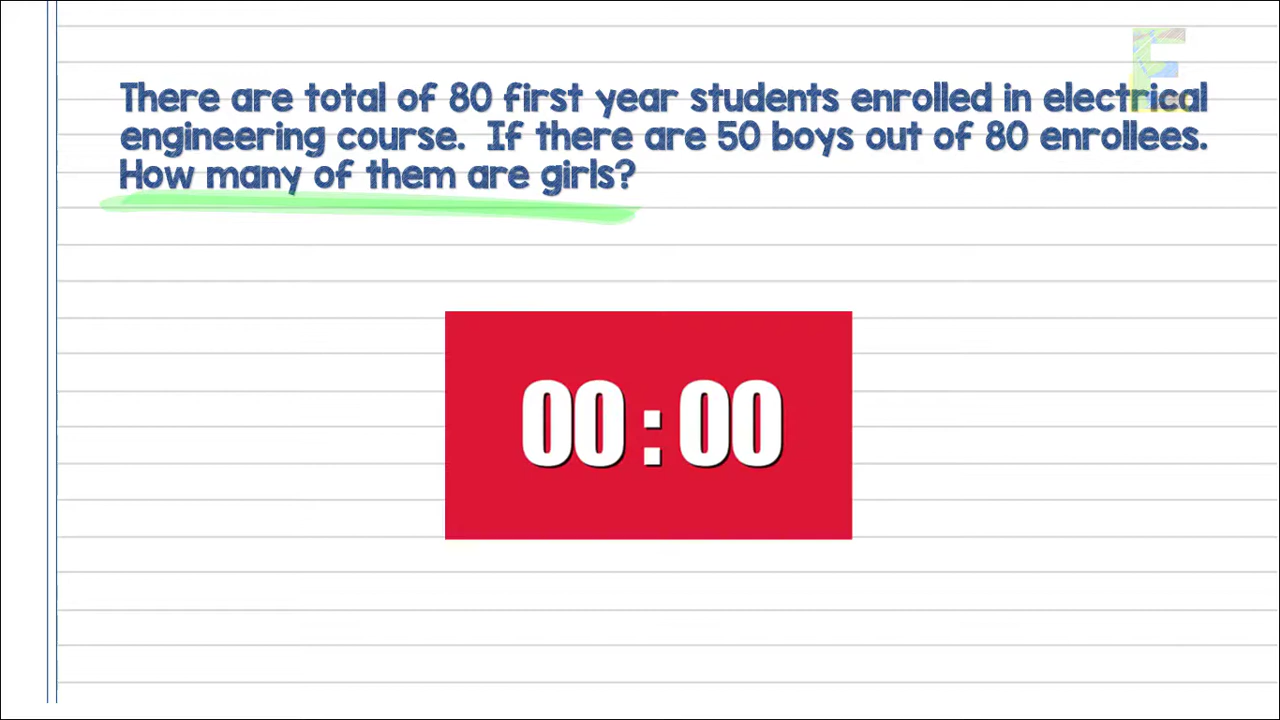 There are total of 80 first year students enrolled in electrical
engineering course. If there are 50 boys out of 80 enrollees.
How many of them are girls?
00:00
E